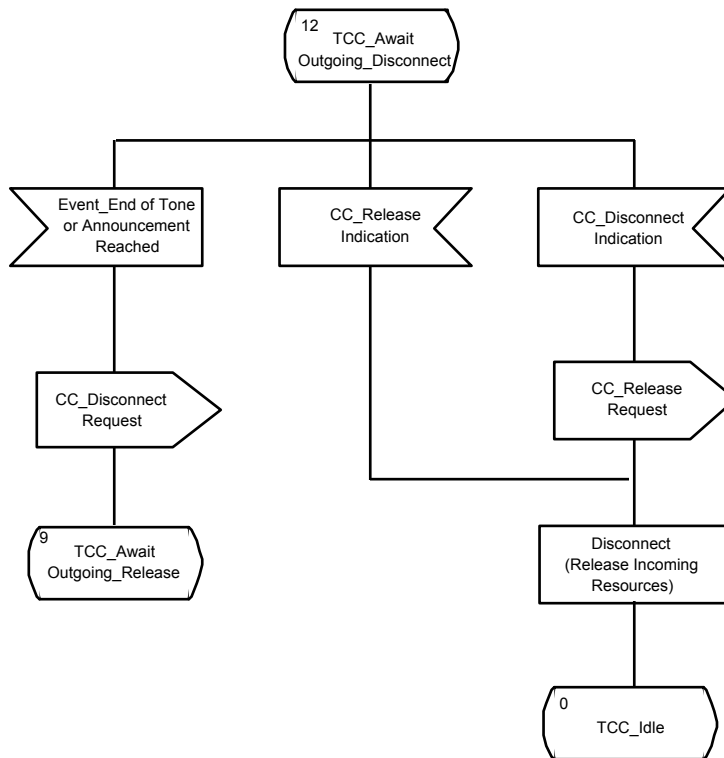 12
TCC_Await
Outgoing_Disconnect
Event_End of Tone
or Announcement
Reached
CC_Release
Indication
CC_Disconnect
Indication
CC_Disconnect
Request
CC_Release
Request
9
TCC_Await
Outgoing_Release
Disconnect
(Release Incoming
Resources)
0
TCC_Idle